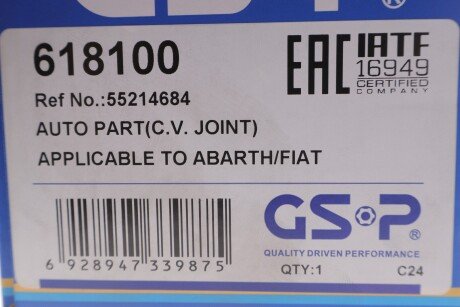 GSP®
618100
EAC IATF
16949
CERTIFIED
COMPANY
Ref No.:55214684
AUTO PART(C.V. JOINT)
APPLICABLE TO ABARTH/FIAT
GSP®
QUALITY DRIVEN PERFORMANCE
6 928947 339875
QTY:1 C24